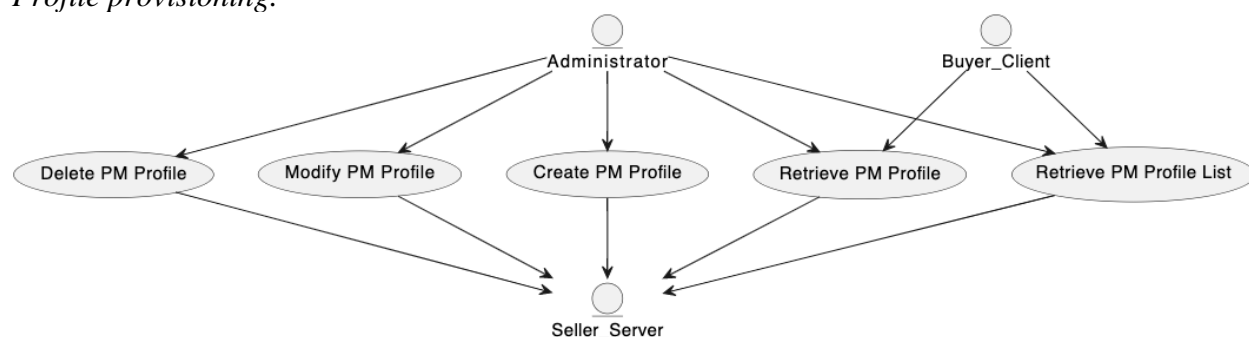 Profile provisioning.
Administrator
Buyer_Client
Delete PM Profile
Modify PM Profile
Create PM Profile
Retrieve PM Profile
Retrieve PM Profile List
Seller_Server